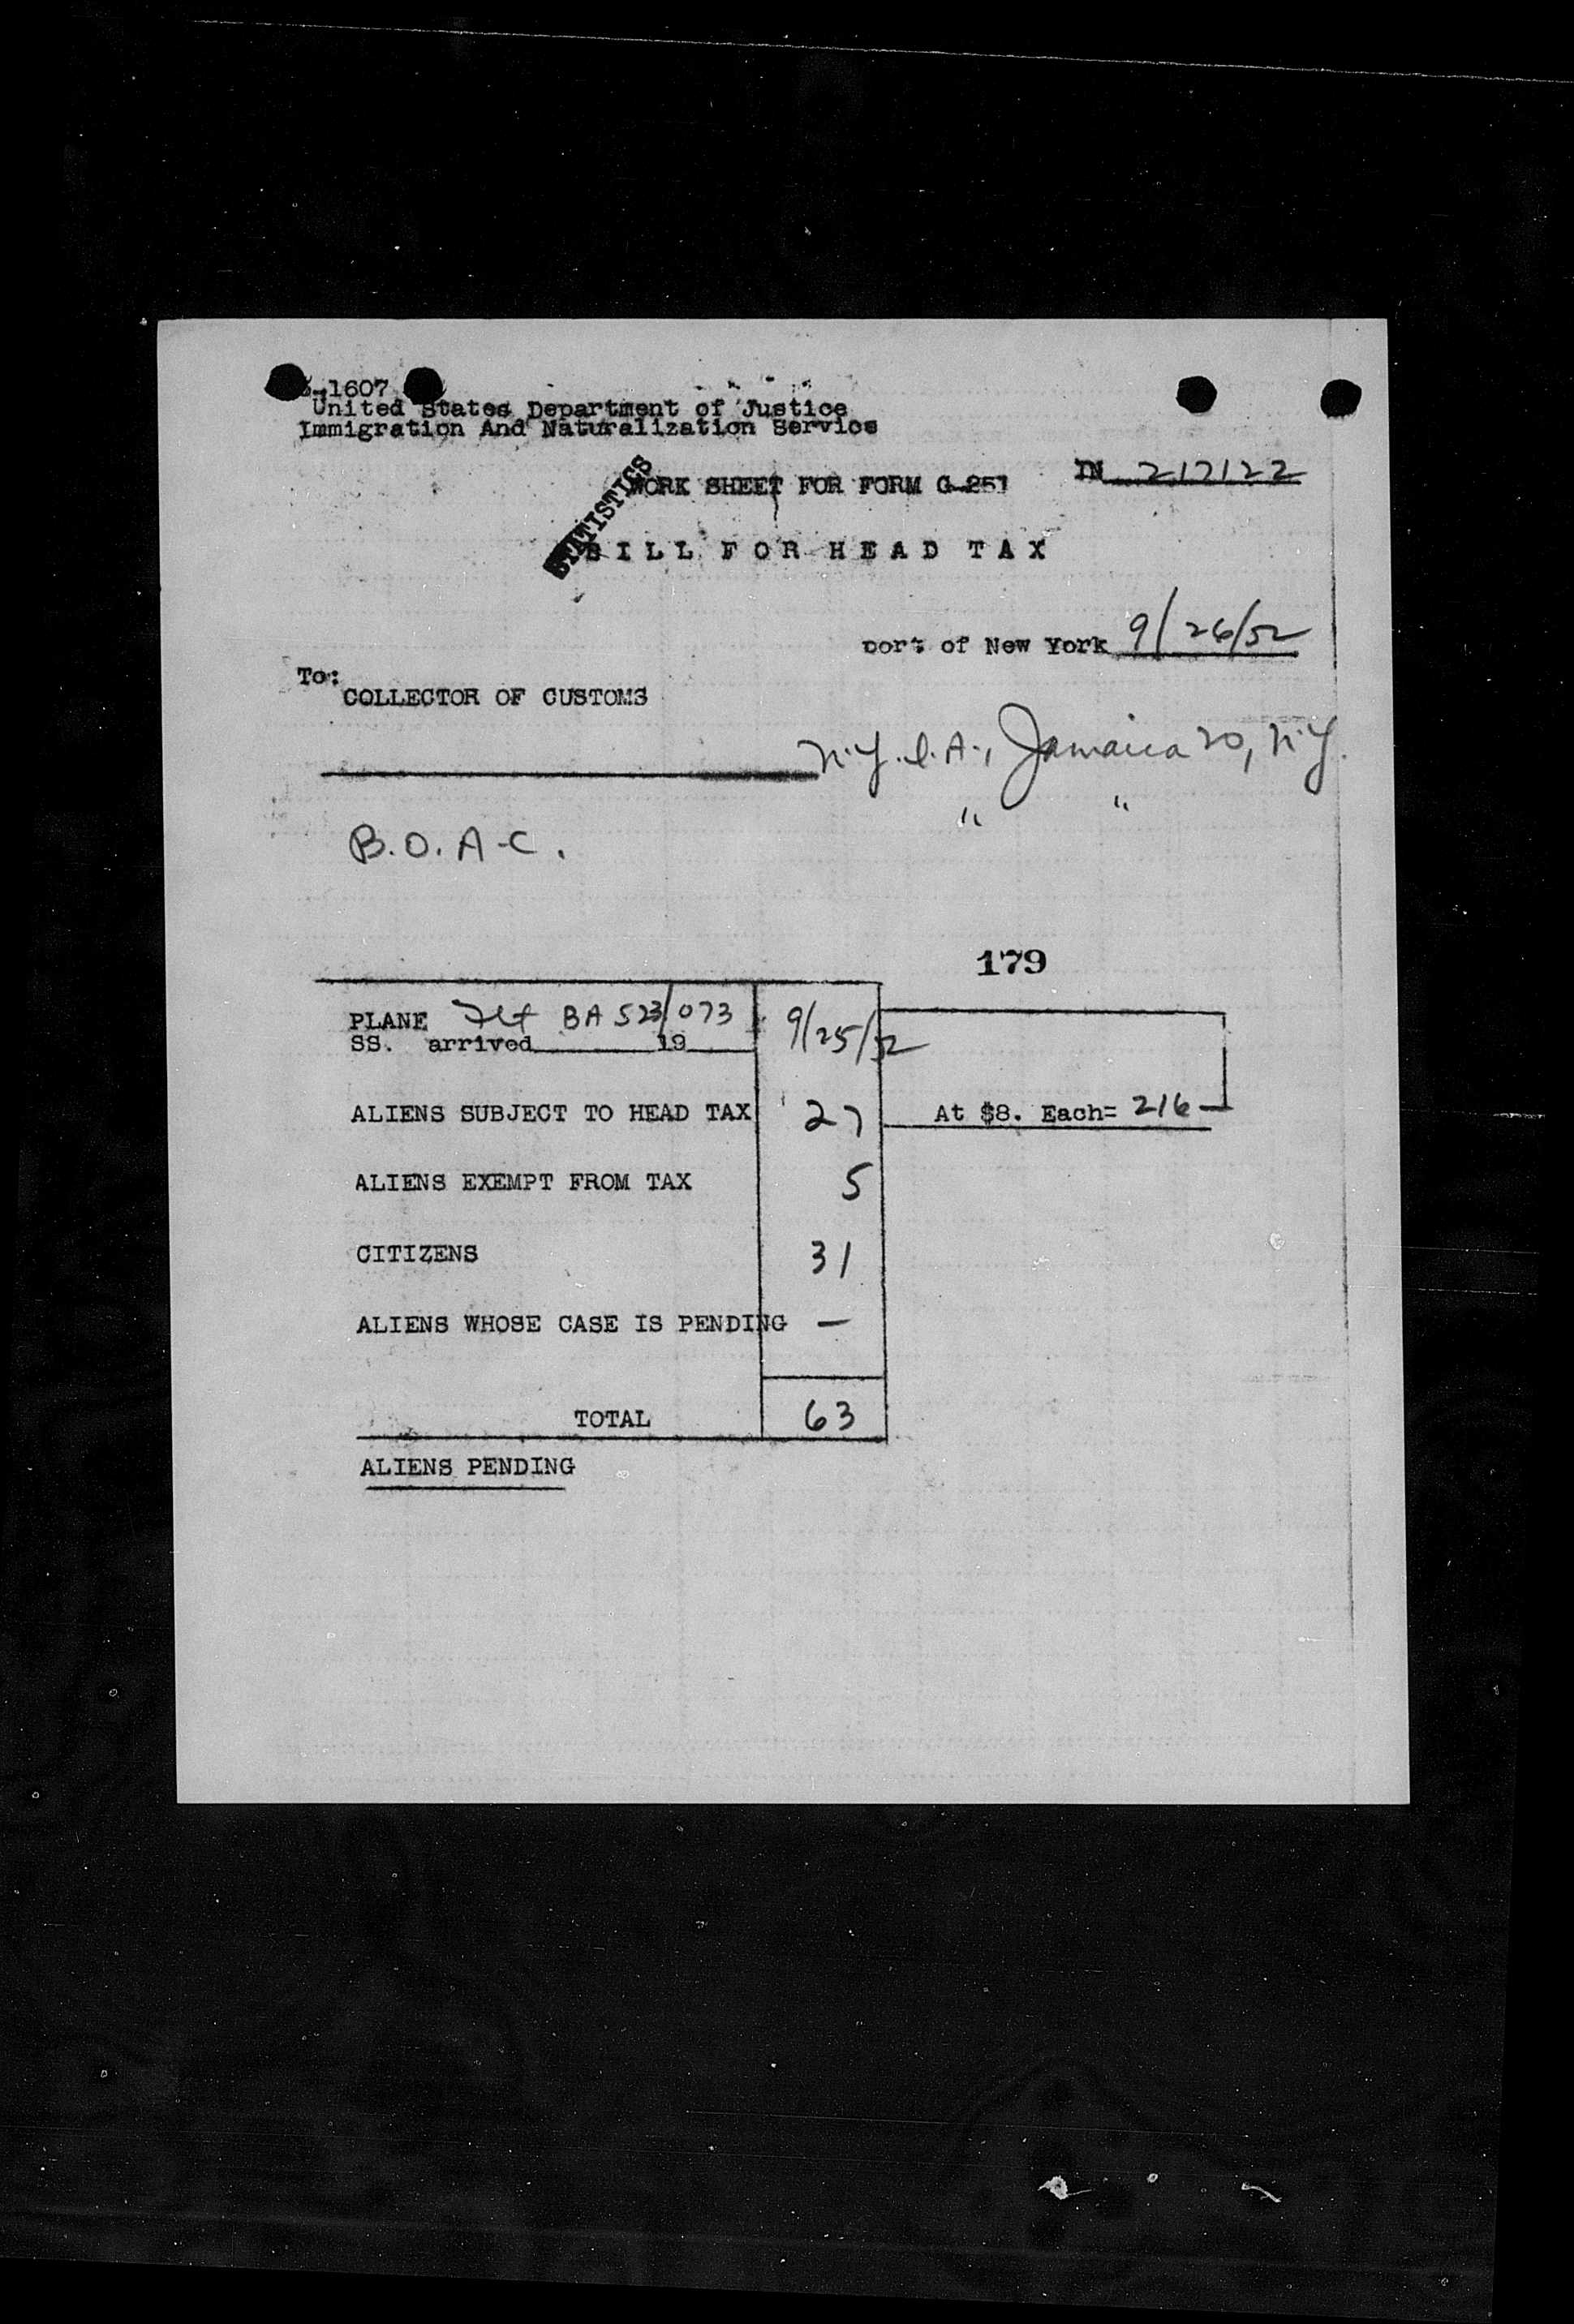 -1607
United States Department of Justice
Immigration And Naturalization Service
STATISTICS
WORK SHEET FOR FORM G-251 IN 217122
BILL FOR HEAD TAX
port of New York 9/26/52
To:
COLLECTOR OF CUSTOMS
N.Y.I.A., Jamaica 20, N.Y.
" "
B.O.A.C.
179
PLANE Flt BA 523/073 9/25/52
SS. arrived 19
ALIENS SUBJECT TO HEAD TAX 27 At $8. Each= 216—
ALIENS EXEMPT FROM TAX 5
CITIZENS 31
ALIENS WHOSE CASE IS PENDING —
TOTAL 63
ALIENS PENDING